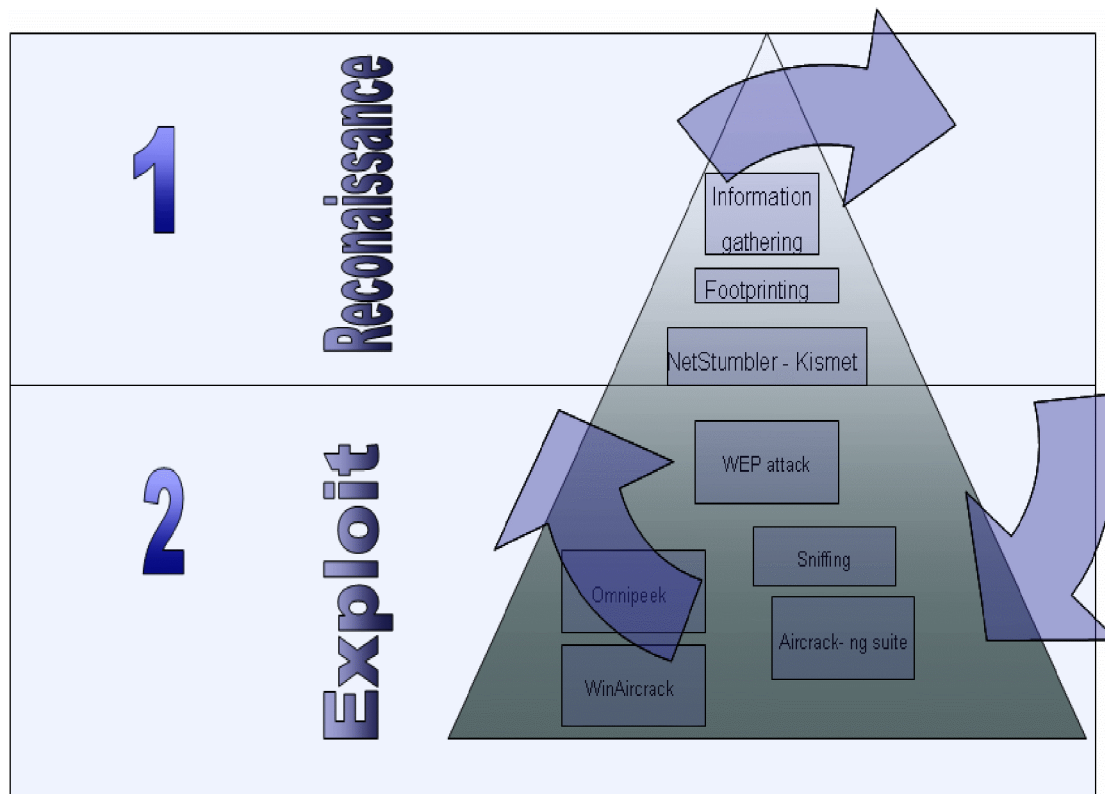 1
Reconaissance
Information
gathering
Footprinting
NetStumbler - Kismet
2
Exploit
WEP attack
Sniffing
Omnipeek
Aircrack- ng suite
WinAircrack